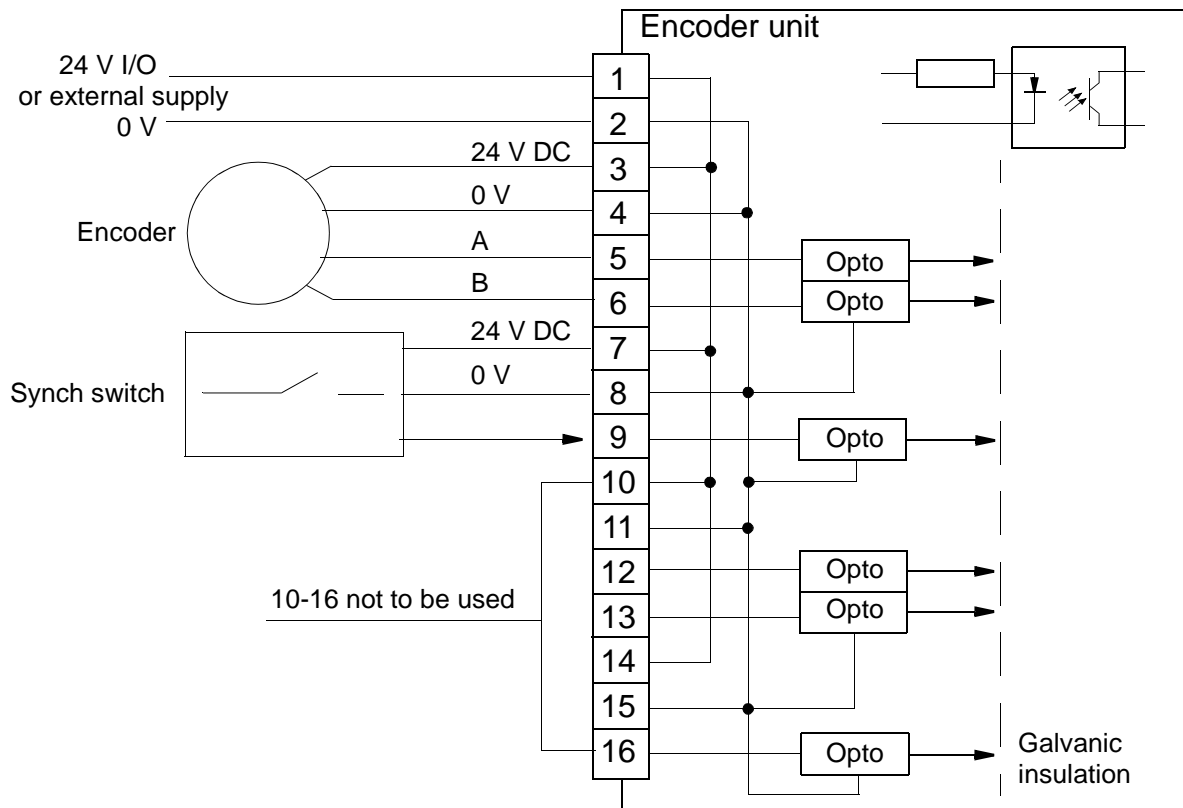 Encoder unit
24 V I/O
or external supply
0 V
1
2
24 V DC
3
0 V
4
Encoder
A
5
Opto
B
6
Opto
24 V DC
7
Synch switch
0 V
8
9
Opto
10
11
12
Opto
10-16 not to be used
13
Opto
14
15
16
Opto
Galvanic
insulation